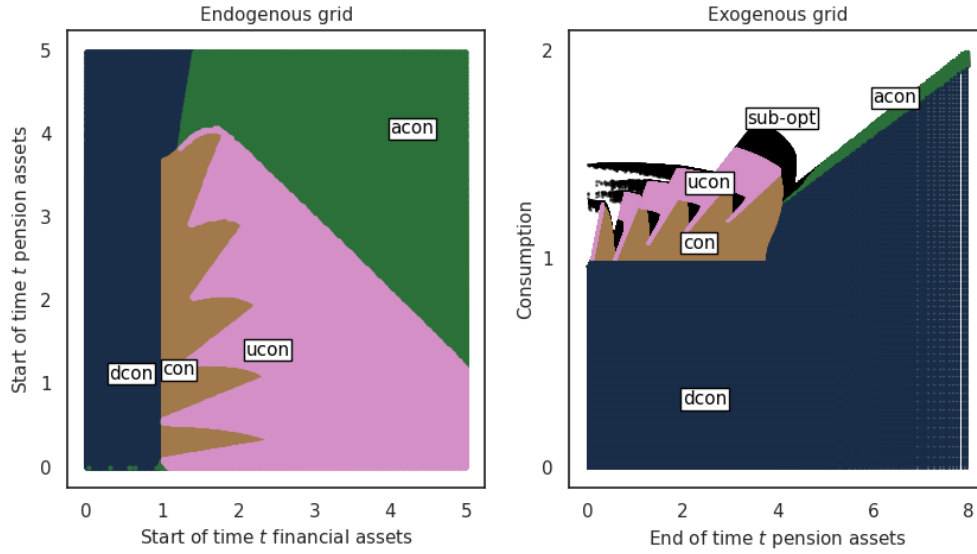 Endogenous grid
5
4
3
2
1
0
0 1 2 3 4 5
Start of time t pension assets
Start of time t financial assets
acon
ucon
con
dcon
Exogenous grid
2
1
0
0 2 4 6 8
Consumption
End of time t pension assets
acon
sub-opt
ucon
con
dcon